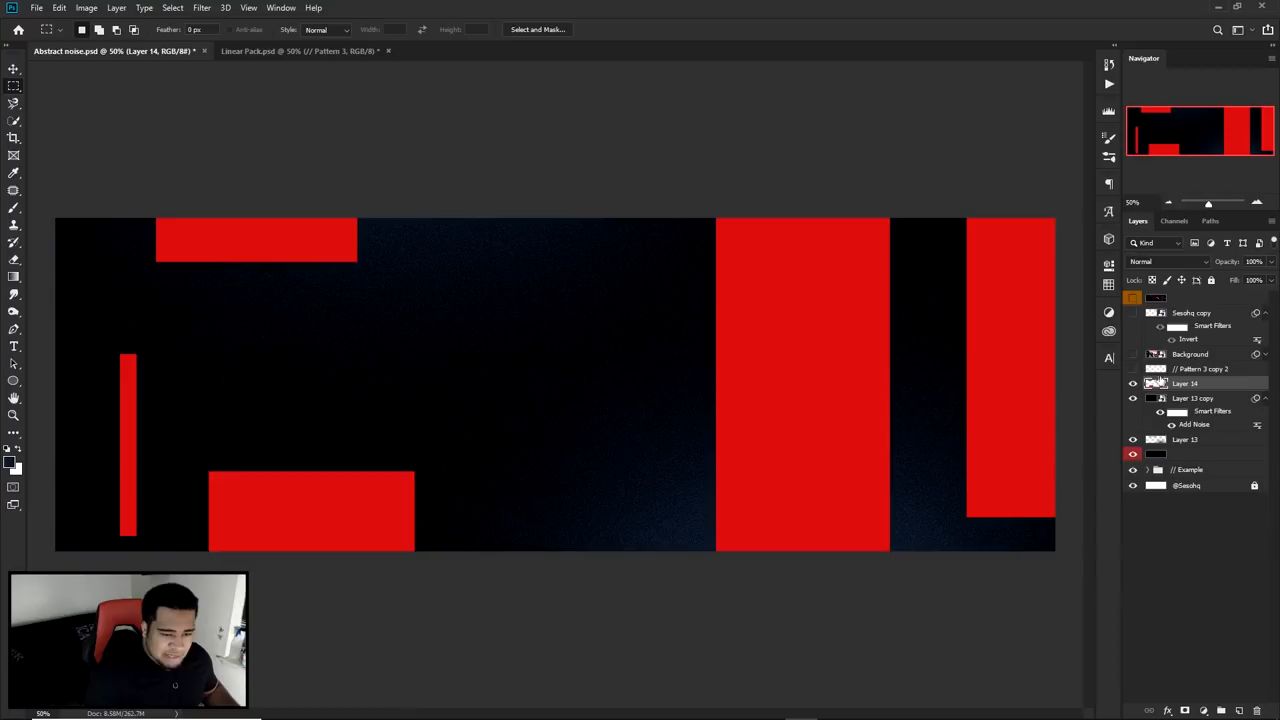 File Edit Image Layer Type Select Filter 3D View Window Help
Feather: 0 px Anti-alias Style: Normal Width: Height: Select and Mask...
Abstract noise.psd @ 50% (Layer 14, RGB/8#) * × Linear Pack.psd @ 50% (// Pattern 3, RGB/8) * ×
Navigator
50%
Layers Channels Paths
Kind
Normal Opacity: 100%
Lock: Fill: 100%
Sesohq copy
Smart Filters
Invert
Background
// Pattern 3 copy 2
Layer 14
Layer 13 copy
Smart Filters
Add Noise
Layer 13
// Example
@Sesohq
50% Doc: 8.58M/262.7M